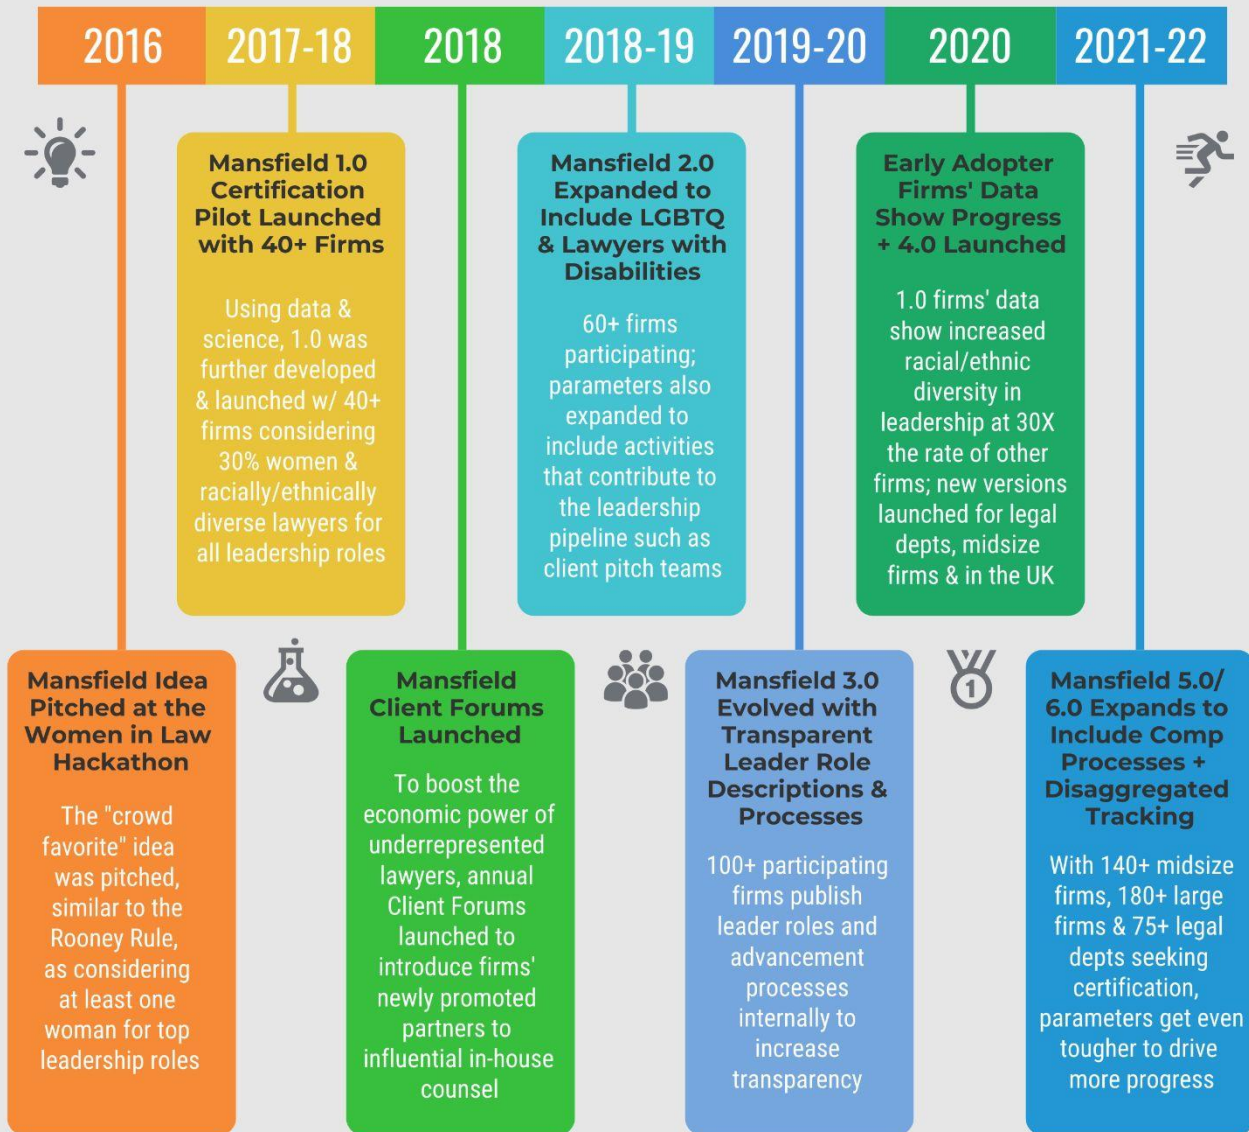 2016
2017-18
2018
2018-19
2019-20
2020
2021-22
Mansfield 1.0
Certification
Pilot Launched
with 40+ Firms
Using data &
science, 1.0 was
further developed
& launched w/ 40+
firms considering
30% women &
racially/ethnically
diverse lawyers for
all leadership roles
Mansfield 2.0
Expanded to
Include LGBTQ
& Lawyers with
Disabilities
60+ firms
participating;
parameters also
expanded to
include activities
that contribute to
the leadership
pipeline such as
client pitch teams
Early Adopter
Firms' Data
Show Progress
+ 4.0 Launched
1.0 firms' data
show increased
racial/ethnic
diversity in
leadership at 30X
the rate of other
firms; new versions
launched for legal
depts, midsize
firms & in the UK
Mansfield Idea
Pitched at the
Women in Law
Hackathon
The "crowd
favorite" idea
was pitched,
similar to the
Rooney Rule,
as considering
at least one
woman for top
leadership roles
Mansfield
Client Forums
Launched
To boost the
economic power of
underrepresented
lawyers, annual
Client Forums
launched to
introduce firms'
newly promoted
partners to
influential in-house
counsel
Mansfield 3.0
Evolved with
Transparent
Leader Role
Descriptions &
Processes
100+ participating
firms publish
leader roles and
advancement
processes
internally to
increase
transparency
1
Mansfield 5.0/
6.0 Expands to
Include Comp
Processes +
Disaggregated
Tracking
With 140+ midsize
firms, 180+ large
firms & 75+ legal
depts seeking
certification,
parameters get even
tougher to drive
more progress